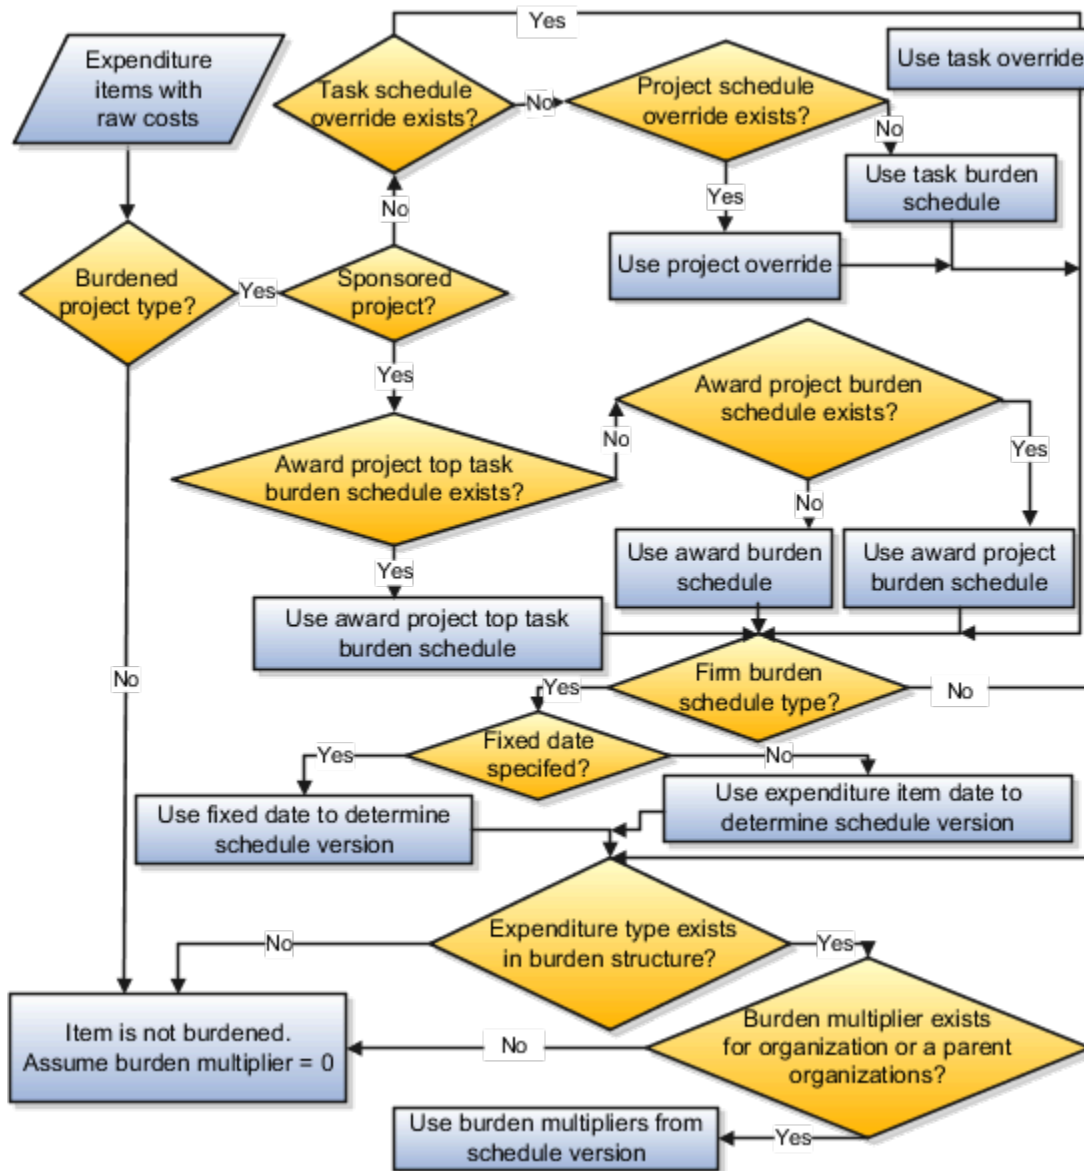 Yes
Expenditure
items with
raw costs
Task schedule
override exists?
No
Project schedule
override exists?
Use task override
No
Use task burden
schedule
No
Yes
Use project override
Burdened
project type?
Yes
Sponsored
project?
Yes
Award project burden
schedule exists?
No
Yes
Award project top task
burden schedule exists?
No
Yes
Use award burden
schedule
Use award project
burden schedule
Use award project top task
burden schedule
No
Yes
Firm burden
schedule type?
No
Yes
Fixed date
specifed?
No
Use fixed date to determine
schedule version
Use expenditure item date to
determine schedule version
No
Expenditure type exists
in burden structure?
Yes
Item is not burdened.
Assume burden multiplier = 0
No
Burden multiplier exists
for organization or a parent
organizations?
Use burden multipliers from
schedule version
Yes